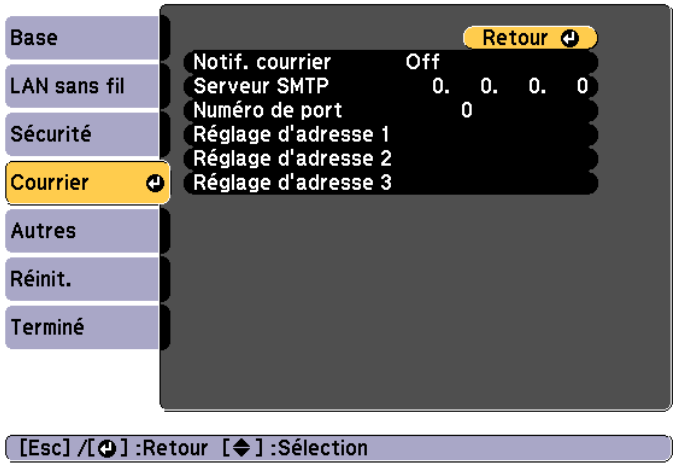 Base
LAN sans fil
Sécurité
Courrier
Autres
Réinit.
Terminé
Retour
Notif. courrier Off
Serveur SMTP 0. 0. 0. 0
Numéro de port 0
Réglage d'adresse 1
Réglage d'adresse 2
Réglage d'adresse 3
[Esc] /[⏎] :Retour [◆] :Sélection